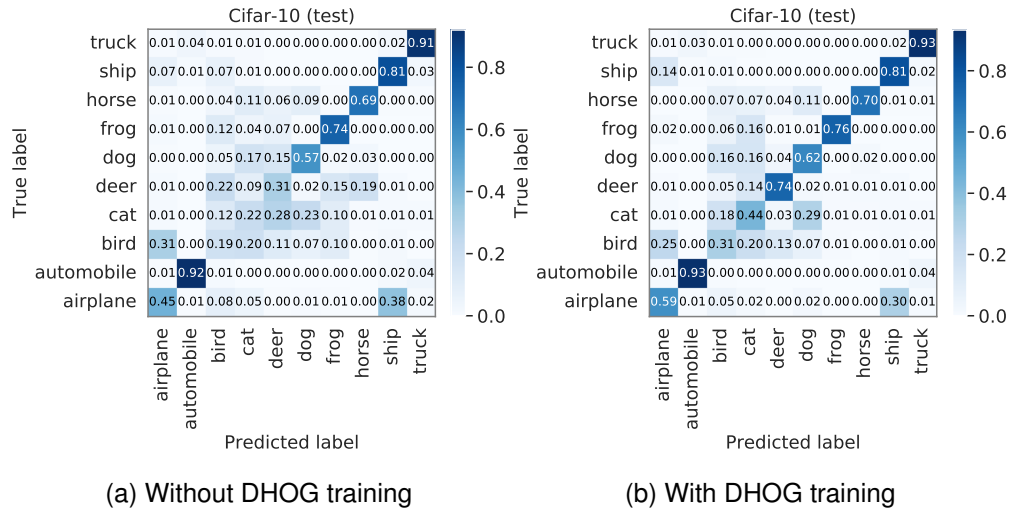 Cifar-10 (test)
True label
truck 0.01 0.04 0.01 0.01 0.00 0.00 0.00 0.00 0.02 0.91
ship 0.07 0.01 0.07 0.01 0.00 0.00 0.00 0.00 0.81 0.03
horse 0.01 0.00 0.04 0.11 0.06 0.09 0.00 0.69 0.00 0.00
frog 0.01 0.00 0.12 0.04 0.07 0.00 0.74 0.00 0.00 0.00
dog 0.00 0.00 0.05 0.17 0.15 0.57 0.02 0.03 0.00 0.00
deer 0.01 0.00 0.22 0.09 0.31 0.02 0.15 0.19 0.01 0.00
cat 0.01 0.00 0.12 0.22 0.28 0.23 0.10 0.01 0.01 0.01
bird 0.31 0.00 0.19 0.20 0.11 0.07 0.10 0.01 0.01 0.00
automobile 0.01 0.92 0.01 0.00 0.00 0.00 0.00 0.00 0.02 0.04
airplane 0.45 0.01 0.08 0.05 0.00 0.01 0.01 0.00 0.38 0.02
airplane
automobile
bird
cat
deer
dog
frog
horse
ship
truck
Predicted label
0.8
0.6
0.4
0.2
0.0
(a) Without DHOG training
Cifar-10 (test)
True label
truck 0.01 0.03 0.01 0.00 0.00 0.00 0.00 0.00 0.02 0.93
ship 0.14 0.01 0.01 0.00 0.00 0.00 0.00 0.00 0.81 0.02
horse 0.00 0.00 0.07 0.07 0.04 0.11 0.00 0.70 0.01 0.01
frog 0.02 0.00 0.06 0.16 0.01 0.01 0.76 0.00 0.00 0.00
dog 0.00 0.00 0.16 0.16 0.04 0.62 0.00 0.02 0.00 0.00
deer 0.01 0.00 0.05 0.14 0.74 0.02 0.01 0.01 0.01 0.00
cat 0.01 0.00 0.18 0.44 0.03 0.29 0.01 0.01 0.01 0.01
bird 0.25 0.00 0.31 0.20 0.13 0.07 0.01 0.00 0.02 0.00
automobile 0.01 0.93 0.00 0.00 0.00 0.00 0.00 0.00 0.01 0.04
airplane 0.59 0.01 0.05 0.02 0.00 0.02 0.01 0.00 0.30 0.01
airplane
automobile
bird
cat
deer
dog
frog
horse
ship
truck
Predicted label
0.8
0.6
0.4
0.2
0.0
(b) With DHOG training